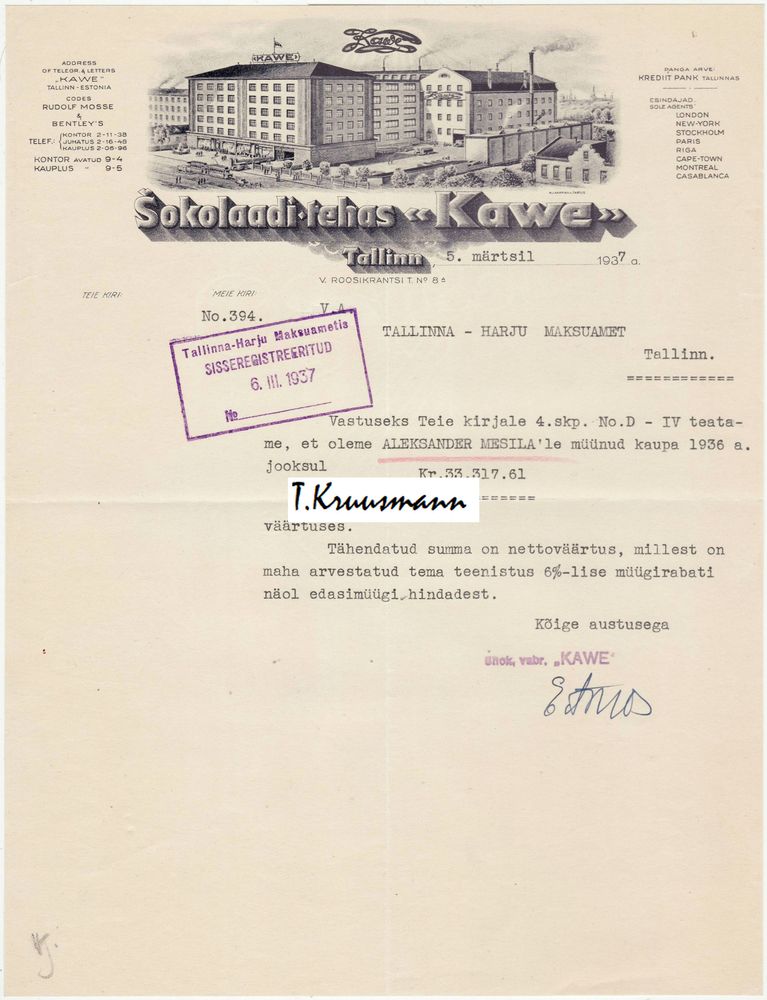 Kawe
KAWE
ADDRESS
OF TELEGR. & LETTERS
„KAWE"
TALLINN - ESTONIA
CODES
RUDOLF MOSSE
&
BENTLEY'S
TELEF.: KONTOR 2-11-38
JUHATUS 2-16-46
KAUPLUS 2-06-96
KONTOR AVATUD 9-4
KAUPLUS " 9-5
PANGA ARVE:
KREDIIT PANK TALLINNAS
ESINDAJAD
SOLE AGENTS
LONDON
NEW-YORK
STOCKHOLM
PARIS
RIGA
CAPE-TOWN
MONTREAL
CASABLANCA
Šokolaadi-tehas «Kawe»
Tallinn, 5. märtsil 1937 a.
V. ROOSIKRANTSI T. Nº 8 A
TEIE KIRI: MEIE KIRI:
No.394. V.A.
TALLINNA - HARJU MAKSUAMET
Tallinn.
============
Tallinna-Harju Maksuametis
SISSEREGISTREERITUD
6. III. 1937
№
Vastuseks Teie kirjale 4.skp. No.D - IV teata-
me, et oleme ALEKSANDER MESILA'le müünud kaupa 1936 a.
jooksul Kr.33.317.61
T.Kruusmann
väärtuses.
Tähendatud summa on nettoväärtus, millest on
maha arvestatud tema teenistus 6%-lise müügirabati
näol edasimüügi hindadest.
Kõige austusega
Shok. vabr. „KAWE"